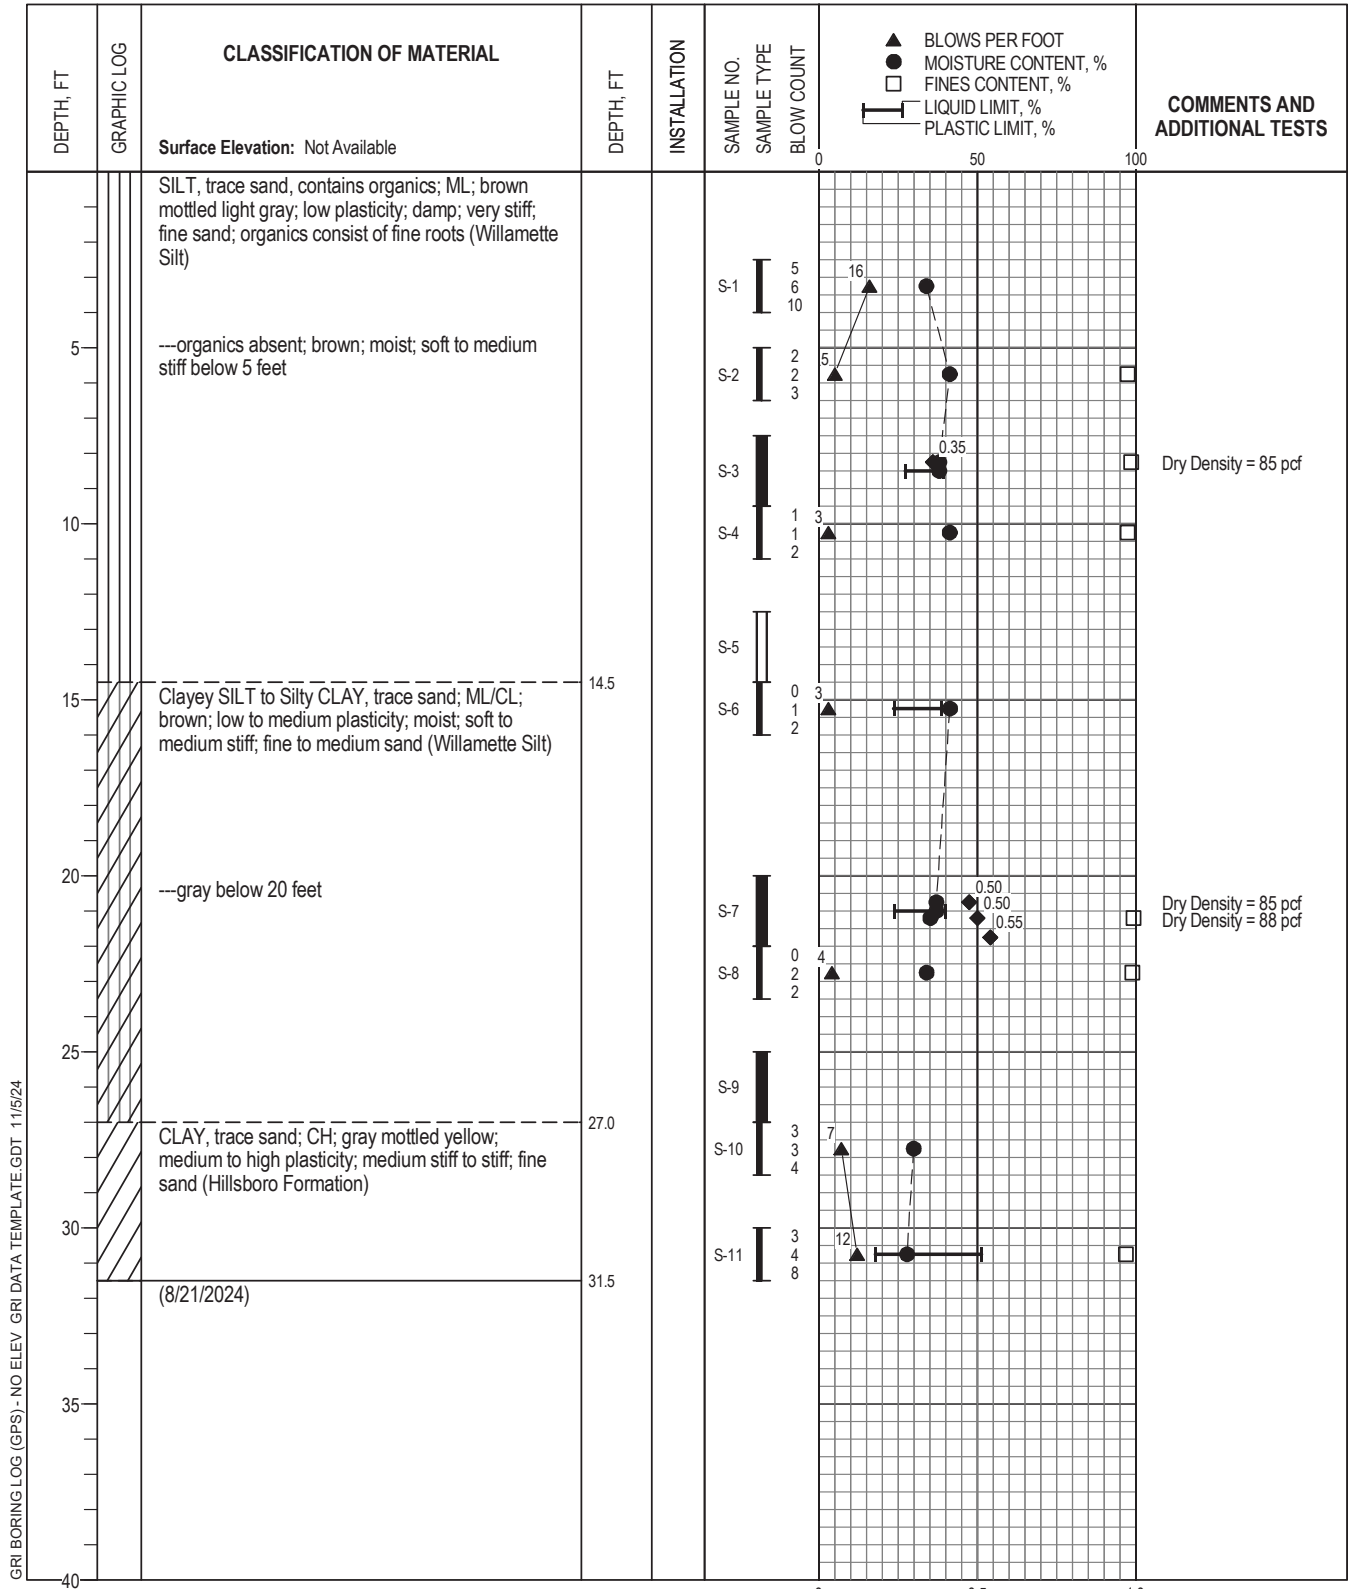 DEPTH, FT
GRAPHIC LOG
CLASSIFICATION OF MATERIAL
Surface Elevation: Not Available
DEPTH, FT
INSTALLATION
SAMPLE NO.
SAMPLE TYPE
BLOW COUNT
BLOWS PER FOOT
MOISTURE CONTENT, %
FINES CONTENT, %
LIQUID LIMIT, %
PLASTIC LIMIT, %
0 50 100
COMMENTS AND
ADDITIONAL TESTS
SILT, trace sand, contains organics; ML; brown
mottled light gray; low plasticity; damp; very stiff;
fine sand; organics consist of fine roots (Willamette
Silt)
S-1
5
6
10
16
5
---organics absent; brown; moist; soft to medium
stiff below 5 feet
S-2
2
2
3
5
S-3
0.35
Dry Density = 85 pcf
10
S-4
1
1
2
3
S-5
14.5
15
Clayey SILT to Silty CLAY, trace sand; ML/CL;
brown; low to medium plasticity; moist; soft to
medium stiff; fine to medium sand (Willamette Silt)
S-6
0
1
2
3
20
---gray below 20 feet
S-7
0.50
0.50
0.55
Dry Density = 85 pcf
Dry Density = 88 pcf
S-8
0
2
2
4
25
S-9
27.0
CLAY, trace sand; CH; gray mottled yellow;
medium to high plasticity; medium stiff to stiff; fine
sand (Hillsboro Formation)
S-10
3
3
4
7
30
S-11
3
4
8
12
31.5
(8/21/2024)
35
40
GRI BORING LOG (GPS) - NO ELEV GRI DATA TEMPLATE.GDT 11/5/24